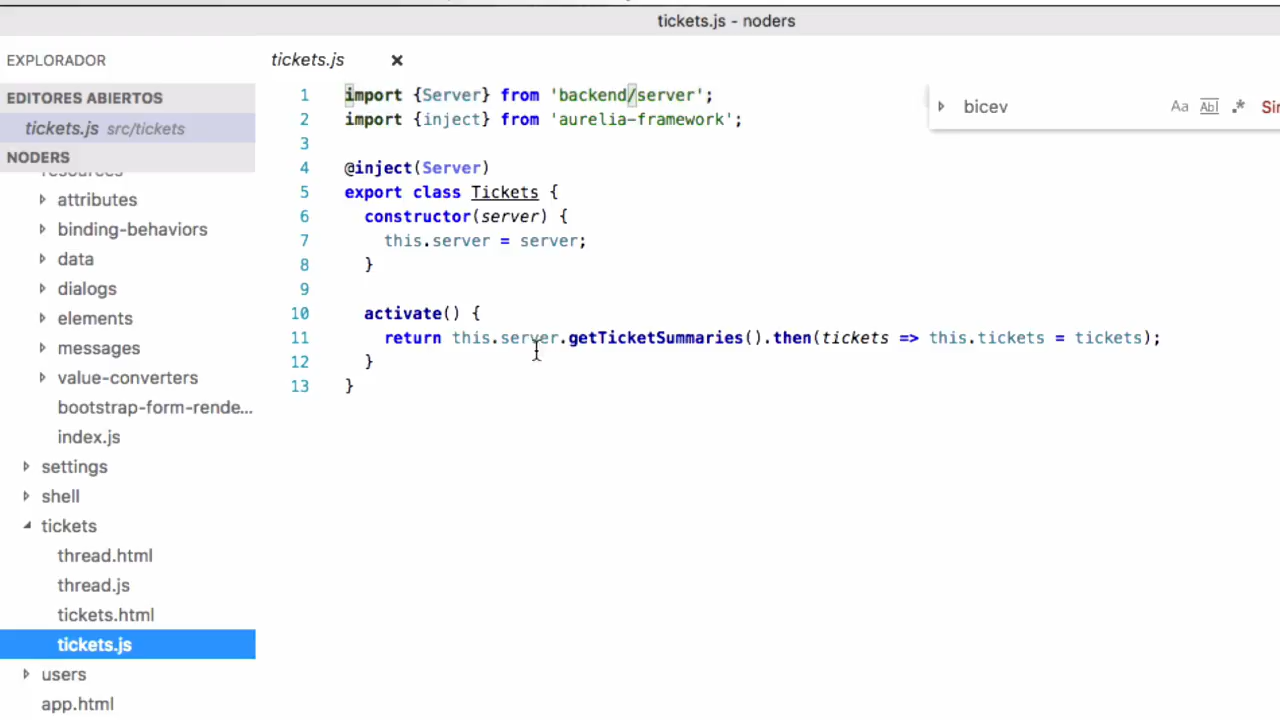 tickets.js - noders
EXPLORADOR
EDITORES ABIERTOS
tickets.js src/tickets
NODERS
resources
attributes
binding-behaviors
data
dialogs
elements
messages
value-converters
bootstrap-form-rende...
index.js
settings
shell
tickets
thread.html
thread.js
tickets.html
tickets.js
users
app.html
tickets.js
1 import {Server} from 'backend/server';
2 import {inject} from 'aurelia-framework';
3
4 @inject(Server)
5 export class Tickets {
6 constructor(server) {
7 this.server = server;
8 }
9
10 activate() {
11 return this.server.getTicketSummaries().then(tickets => this.tickets = tickets);
12 }
13 }
bicev
Aa Abl .*